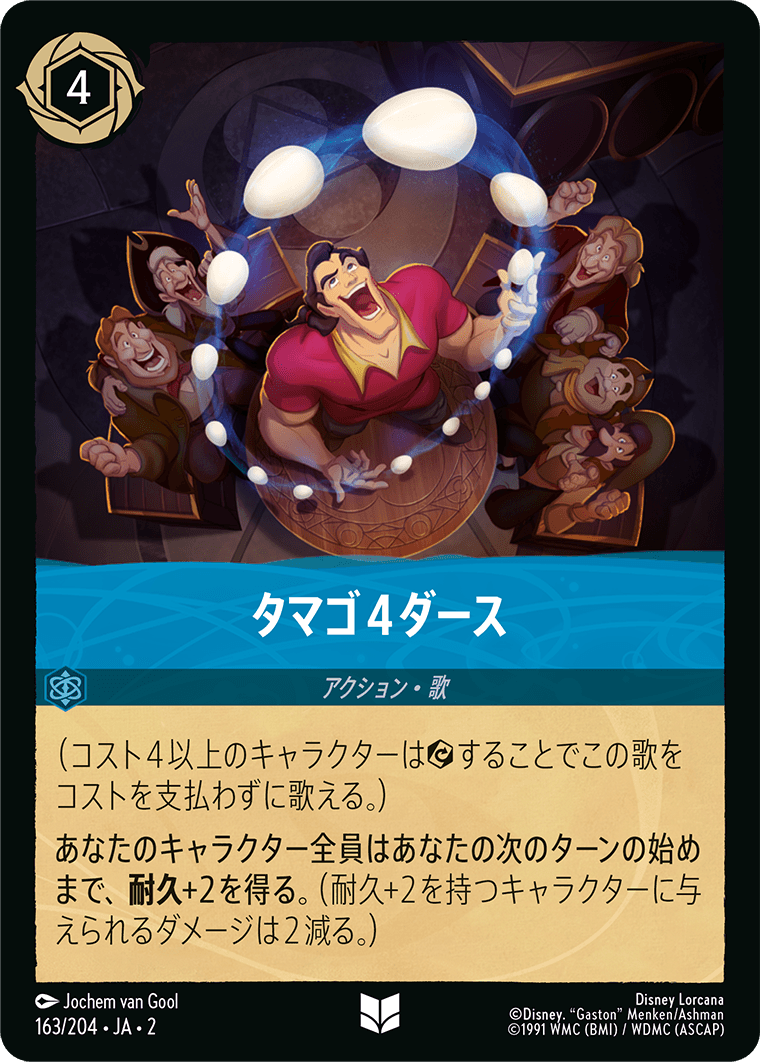 4
タマゴ4ダース
アクション・歌
(コスト4以上のキャラクターはすることでこの歌を
コストを支払わずに歌える。)
あなたのキャラクター全員はあなたの次のターンの始め
まで、耐久+2を得る。(耐久+2を持つキャラクターに与
えられるダメージは2減る。)
Jochem van Gool
163/204・JA・2
Disney Lorcana
©Disney. “Gaston” Menken/Ashman
©1991 WMC (BMI) / WDMC (ASCAP)